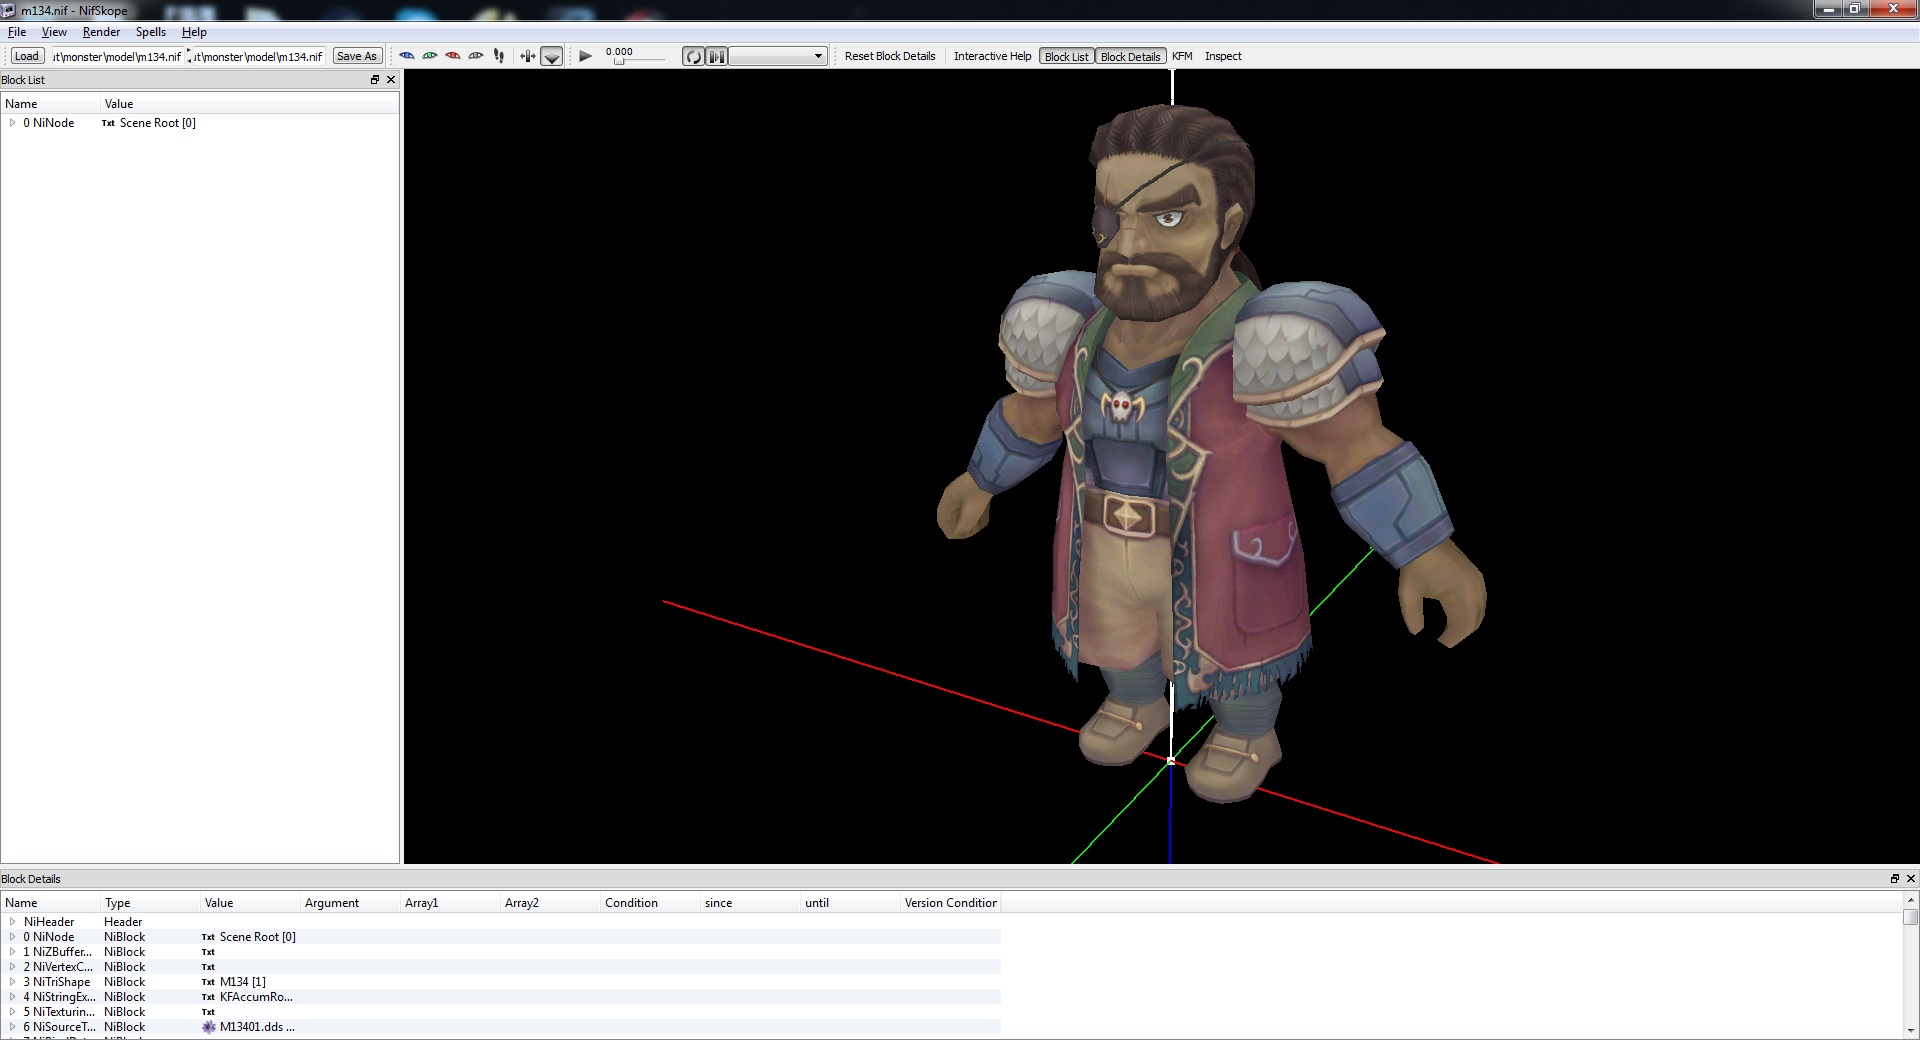 m134.nif - NifSkope
File View Render Spells Help
Load ut\monster\model\m134.nif ut\monster\model\m134.nif Save As 0.000 Reset Block Details Interactive Help Block List Block Details KFM Inspect
Block List
Name Value
0 NiNode Txt Scene Root [0]
Block Details
Name Type Value Argument Array1 Array2 Condition since until Version Condition
NiHeader Header
0 NiNode NiBlock Txt Scene Root [0]
1 NiZBuffer... NiBlock Txt
2 NiVertexC... NiBlock Txt
3 NiTriShape NiBlock Txt M134 [1]
4 NiStringEx... NiBlock Txt KFAccumRo...
5 NiTexturin... NiBlock Txt
6 NiSourceT... NiBlock M13401.dds ...